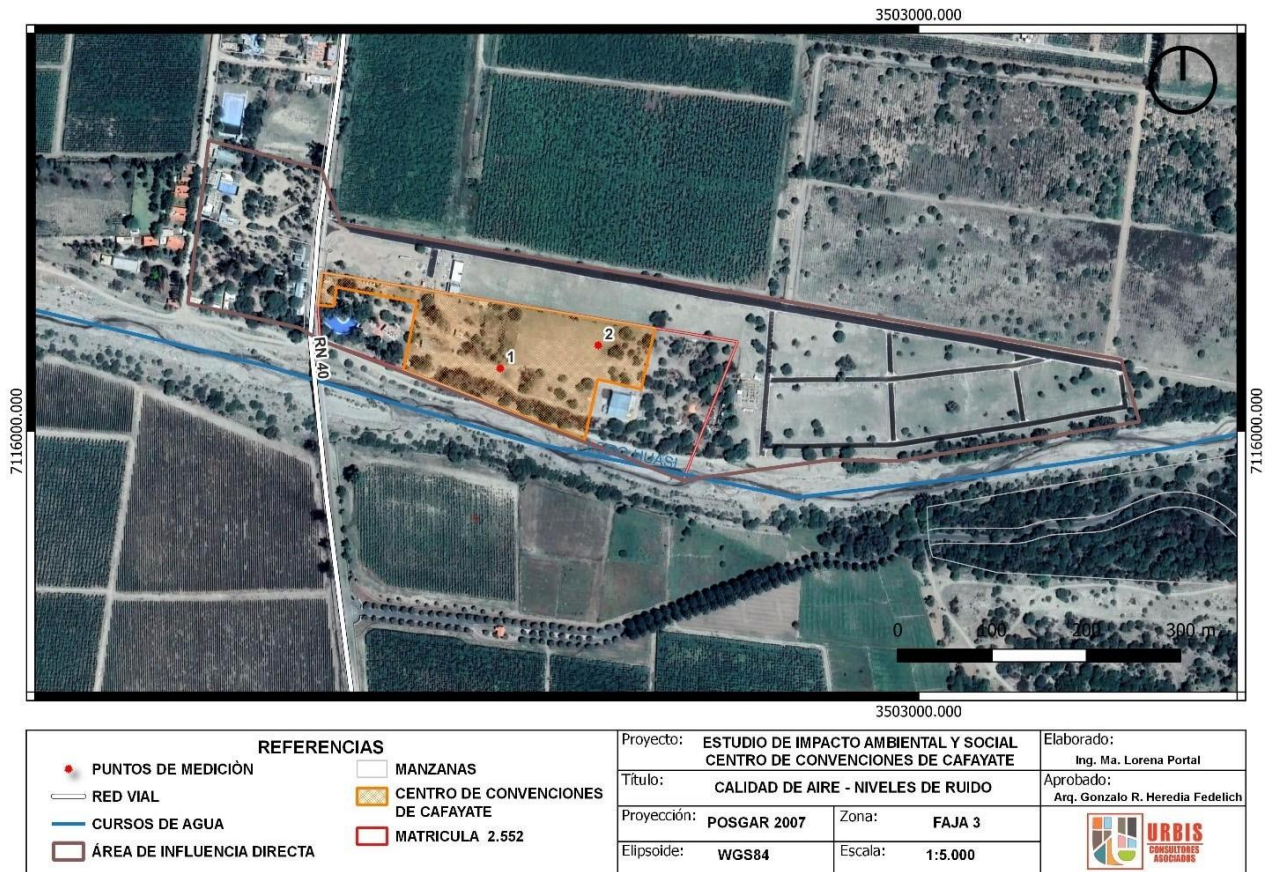 3503000.000
7116000.000
7116000.000
RN 40
1
2
HUASI
0 100 200 300 m
3503000.000
REFERENCIAS
PUNTOS DE MEDICIÒN
RED VIAL
CURSOS DE AGUA
ÁREA DE INFLUENCIA DIRECTA
MANZANAS
CENTRO DE CONVENCIONES
DE CAFAYATE
MATRICULA 2.552
Proyecto: ESTUDIO DE IMPACTO AMBIENTAL Y SOCIAL
CENTRO DE CONVENCIONES DE CAFAYATE
Título: CALIDAD DE AIRE - NIVELES DE RUIDO
Proyección: POSGAR 2007 Zona: FAJA 3
Elipsoide: WGS84 Escala: 1:5.000
Elaborado:
Ing. Ma. Lorena Portal
Aprobado:
Arq. Gonzalo R. Heredia Fedelich
URBIS
CONSULTORES
ASOCIADOS